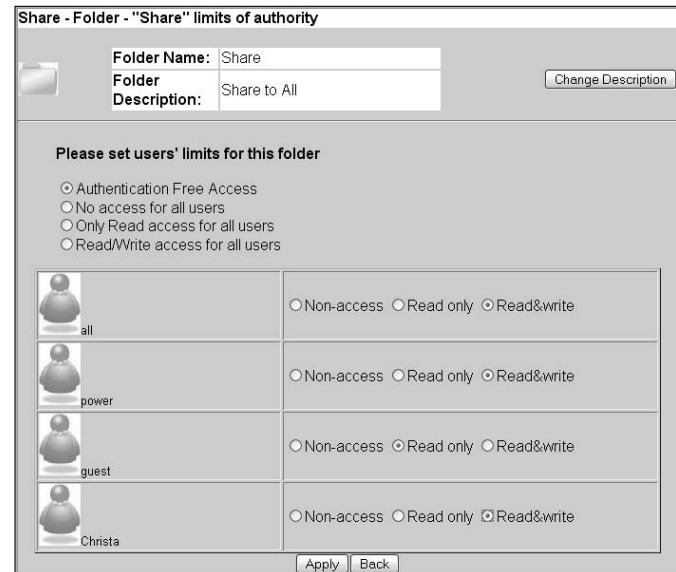 Share - Folder - "Share" limits of authority
Folder Name: Share
Folder Description: Share to All
Change Description
Please set users' limits for this folder
Authentication Free Access
No access for all users
Only Read access for all users
Read/Write access for all users
all Non-access Read only Read&write
power Non-access Read only Read&write
guest Non-access Read only Read&write
Christa Non-access Read only Read&write
Apply Back